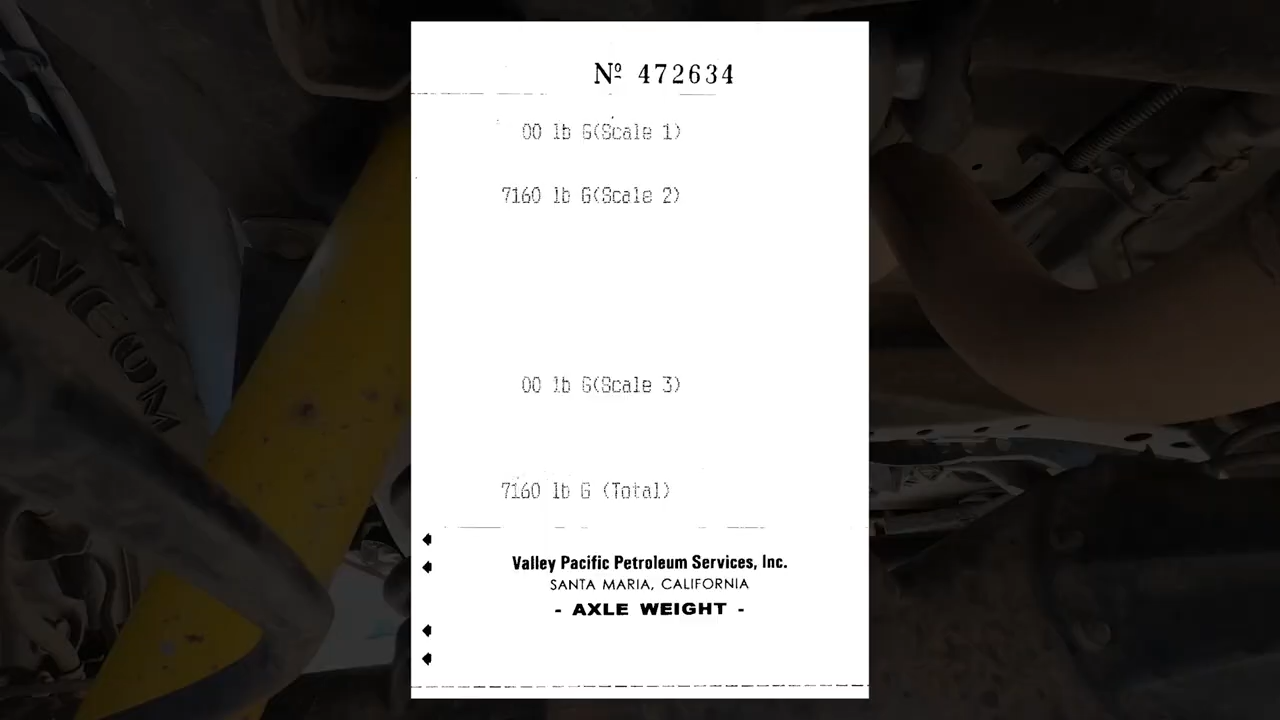 Nº 472634
00 lb G(Scale 1)
7160 lb G(Scale 2)
00 lb G(Scale 3)
7160 lb G (Total)
Valley Pacific Petroleum Services, Inc.
SANTA MARIA, CALIFORNIA
- AXLE WEIGHT -
NCUM